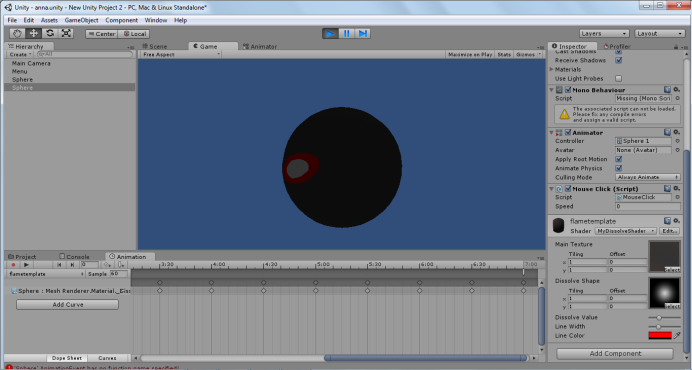 Unity - anna.unity - New Unity Project 2 - PC, Mac & Linux Standalone*
File Edit Assets GameObject Component Window Help
Center Local Layers Layout
Hierarchy Scene Game Animator Inspector Profiler
Create All Free Aspect Maximize on Play Stats Gizmos
Main Camera
Menu
Sphere
Sphere
Cast Shadows
Receive Shadows
Materials
Use Light Probes
Mono Behaviour
Script Missing (Mono Scri
The associated script can not be loaded.
Please fix any compile errors
and assign a valid script.
Animator
Controller Sphere 1
Avatar None (Avatar)
Apply Root Motion
Animate Physics
Culling Mode Always Animate
Mouse Click (Script)
Script MouseClick
Speed 0
flametemplate
Shader MyDissolveShader Edit...
Main Texture
Tiling Offset
x 1 0
y 1 0
Select
Dissolve Shape
Tiling Offset
x 1 0
y 1 0
Select
Dissolve Value
Line Width
Line Color
Add Component
Project Console Animation
0 3:30 4:00 4:30 5:00 5:30 6:00 6:30 7:00
flametemplate Sample 60
Sphere : Mesh Renderer.Material._
Add Curve
Dope Sheet Curves
'Sphere' AnimationEvent has no function name specified!